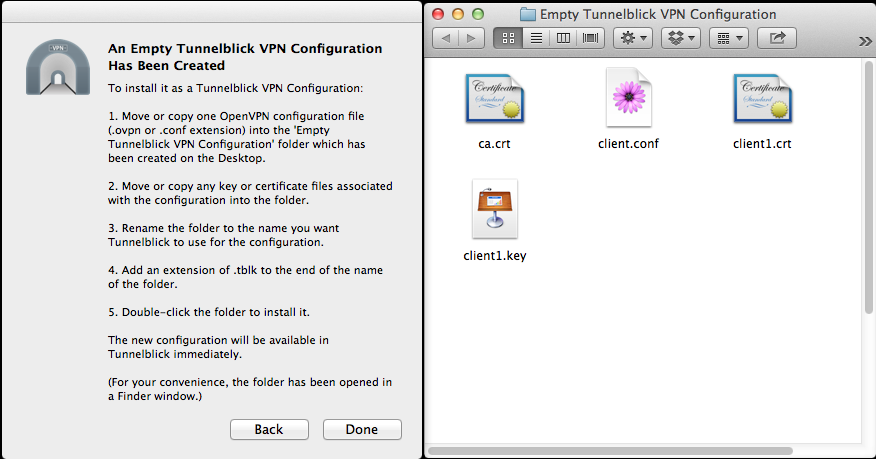 VPN
An Empty Tunnelblick VPN Configuration
Has Been Created
To install it as a Tunnelblick VPN Configuration:
1. Move or copy one OpenVPN configuration file
(.ovpn or .conf extension) into the 'Empty
Tunnelblick VPN Configuration' folder which has
been created on the Desktop.
2. Move or copy any key or certificate files associated
with the configuration into the folder.
3. Rename the folder to the name you want
Tunnelblick to use for the configuration.
4. Add an extension of .tblk to the end of the name
of the folder.
5. Double-click the folder to install it.
The new configuration will be available in
Tunnelblick immediately.
(For your convenience, the folder has been opened in
a Finder window.)
Back
Done
Empty Tunnelblick VPN Configuration
Certificate
Standard
ca.crt
client.conf
Certificate
Standard
client1.crt
client1.key